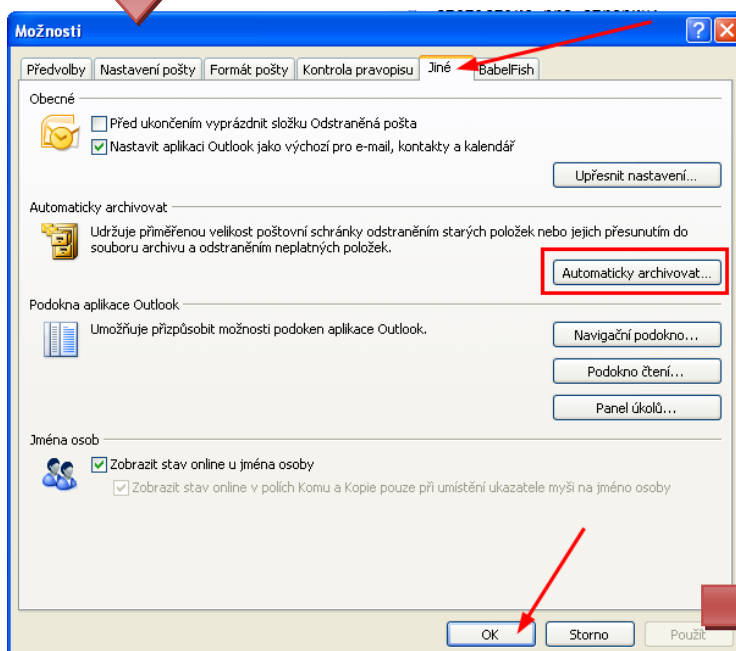 Možnosti
Předvolby Nastavení pošty Formát pošty Kontrola pravopisu Jiné BabelFish
Obecné
Před ukončením vyprázdnit složku Odstraněná pošta
Nastavit aplikaci Outlook jako výchozí pro e-mail, kontakty a kalendář
Upřesnit nastavení...
Automaticky archivovat
Udržuje přiměřenou velikost poštovní schránky odstraněním starých položek nebo jejich přesunutím do
souboru archivu a odstraněním neplatných položek.
Automaticky archivovat...
Podokna aplikace Outlook
Umožňuje přizpůsobit možnosti podoken aplikace Outlook.
Navigační podokno...
Podokno čtení...
Panel úkolů...
Jména osob
Zobrazit stav online u jména osoby
Zobrazit stav online v polích Komu a Kopie pouze při umístění ukazatele myši na jméno osoby
OK Storno Použít